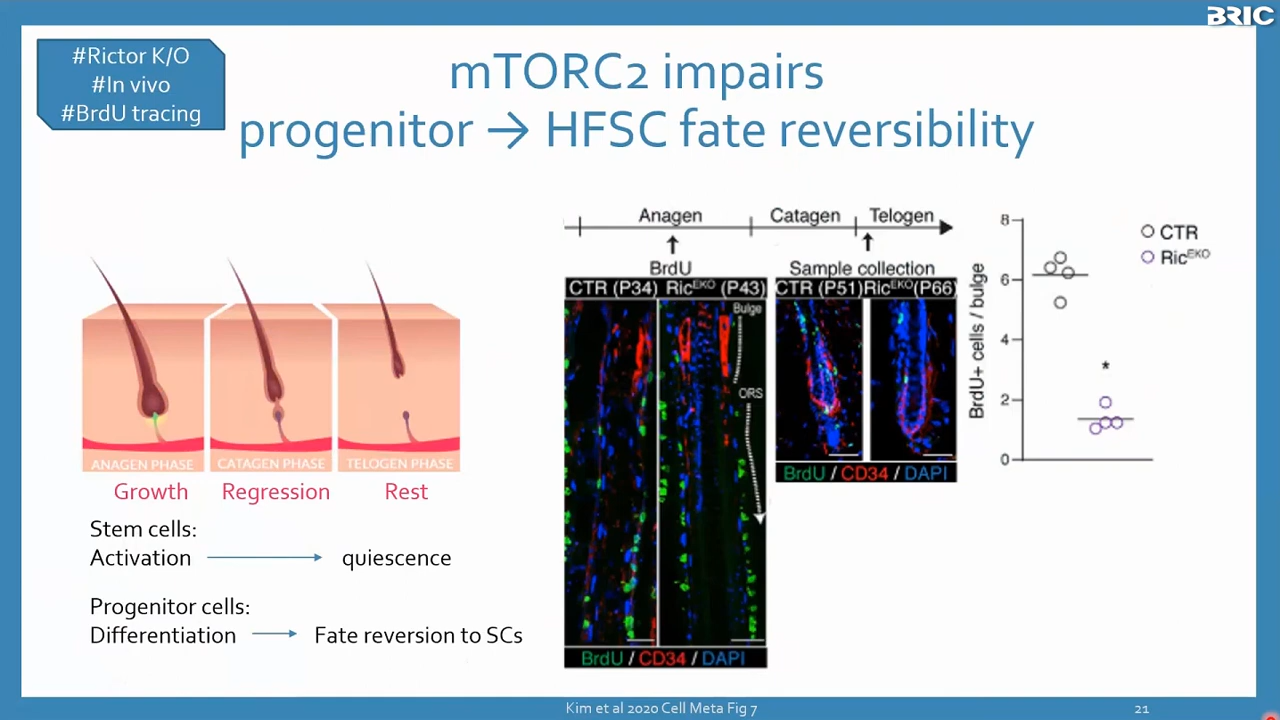 BRIC
#Rictor K/O
#In vivo
#BrdU tracing
mTORC2 impairs
progenitor → HFSC fate reversibility
ANAGEN PHASE
CATAGEN PHASE
TELOGEN PHASE
Growth
Regression
Rest
Stem cells:
Activation → quiescence
Progenitor cells:
Differentiation → Fate reversion to SCs
Anagen
Catagen
Telogen
BrdU
Sample collection
CTR (P34)
RicEKO (P43)
CTR (P51)
RicEKO(P66)
Bulge
ORS
BrdU / CD34 / DAPI
BrdU / CD34 / DAPI
BrdU+ cells / bulge
8
6
4
2
0
*
CTR
RicEKO
Kim et al 2020 Cell Meta Fig 7
21